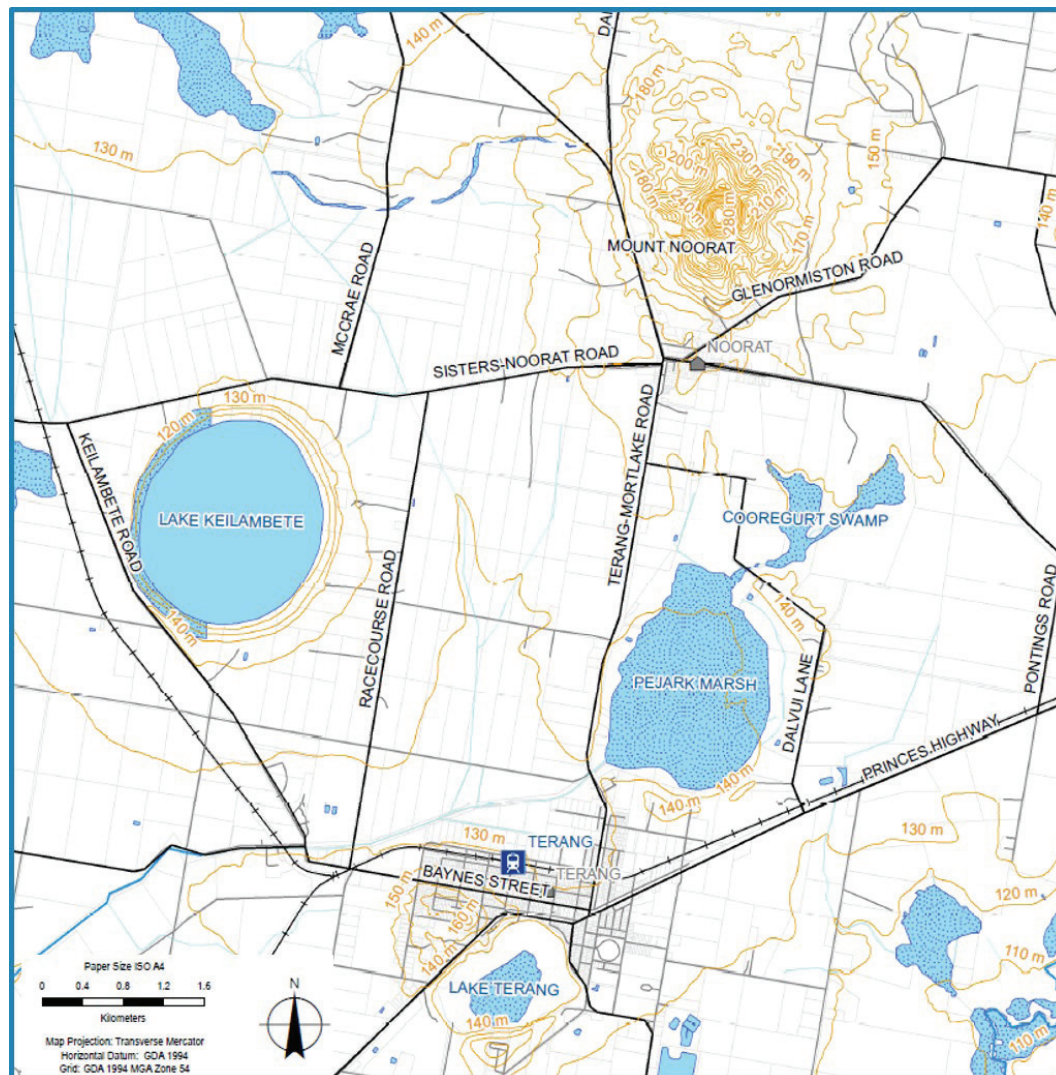 140 m
DAI
180 m
130 m
230 m
200 m
190 m
150 m
180 m
240 m
280 m
210 m
170 m
140 m
MOUNT NOORAT
MCCRAE ROAD
GLENORMISTON ROAD
NOORAT
SISTERS-NOORAT ROAD
130 m
120 m
KEILAMBETE ROAD
LAKE KEILAMBETE
TERANG-MORTLAKE ROAD
COOREGURT SWAMP
RACECOURSE ROAD
140 m
140 m
PEJARK MARSH
DALVUI LANE
PONTINGS ROAD
PRINCES HIGHWAY
140 m
140 m
130 m
TERANG
130 m
BAYNES STREET
TERANG
150 m
160 m
120 m
140 m
110 m
LAKE TERANG
140 m
110 m
Paper Size ISO A4
0 0.4 0.8 1.2 1.6
Kilometers
N
Map Projection: Transverse Mercator
Horizontal Datum: GDA 1994
Grid: GDA 1994 MGA Zone 54